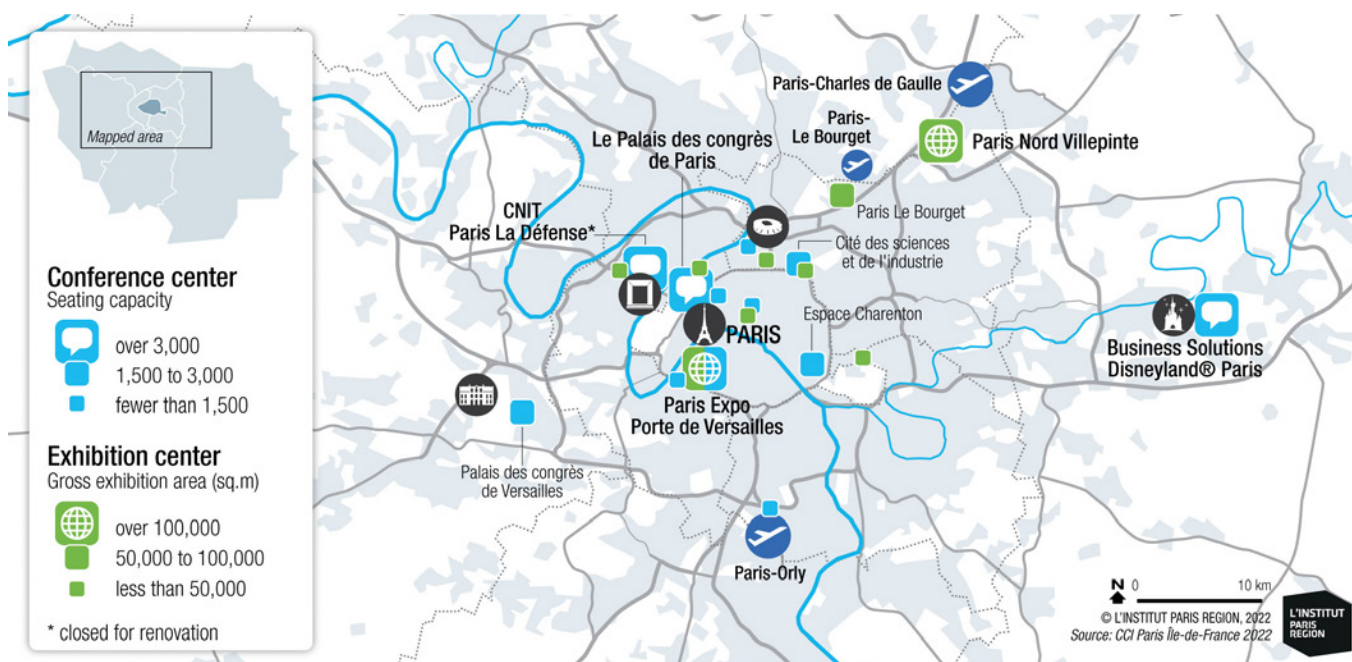 Mapped area
Conference center
Seating capacity
over 3,000
1,500 to 3,000
fewer than 1,500
Exhibition center
Gross exhibition area (sq.m)
over 100,000
50,000 to 100,000
less than 50,000
* closed for renovation
Paris-Charles de Gaulle
Paris-
Le Bourget
Paris Nord Villepinte
Le Palais des congrès
de Paris
Paris Le Bourget
CNIT
Paris La Défense*
Cité des sciences
et de l'industrie
Espace Charenton
PARIS
Business Solutions
Disneyland® Paris
Paris Expo
Porte de Versailles
Palais des congrès
de Versailles
Paris-Orly
N 0 10 km
© L'INSTITUT PARIS REGION, 2022
Source: CCI Paris Île-de-France 2022
L'INSTITUT
PARIS
REGION